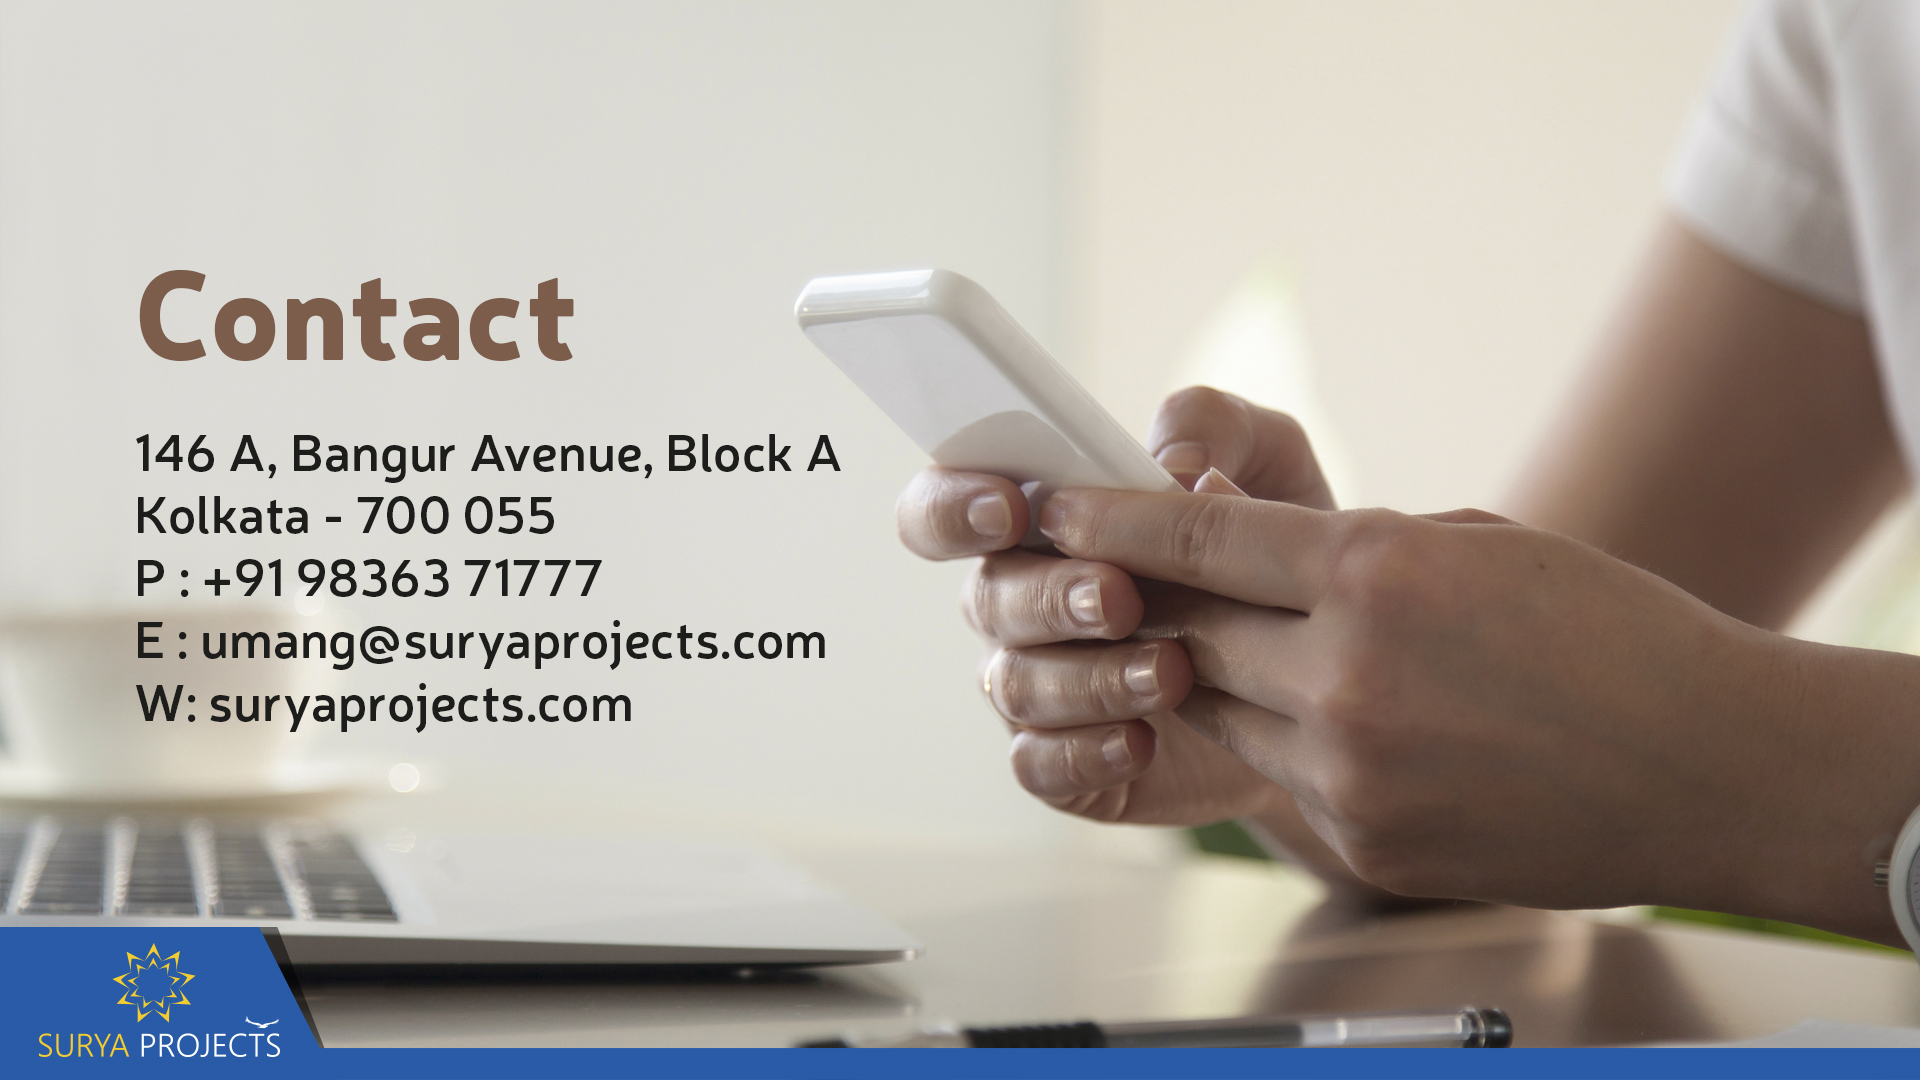 Contact
146 A, Bangur Avenue, Block A
Kolkata - 700 055
P : +91 98363 71777
E : umang@suryaprojects.com
W: suryaprojects.com
SURYA PROJECTS